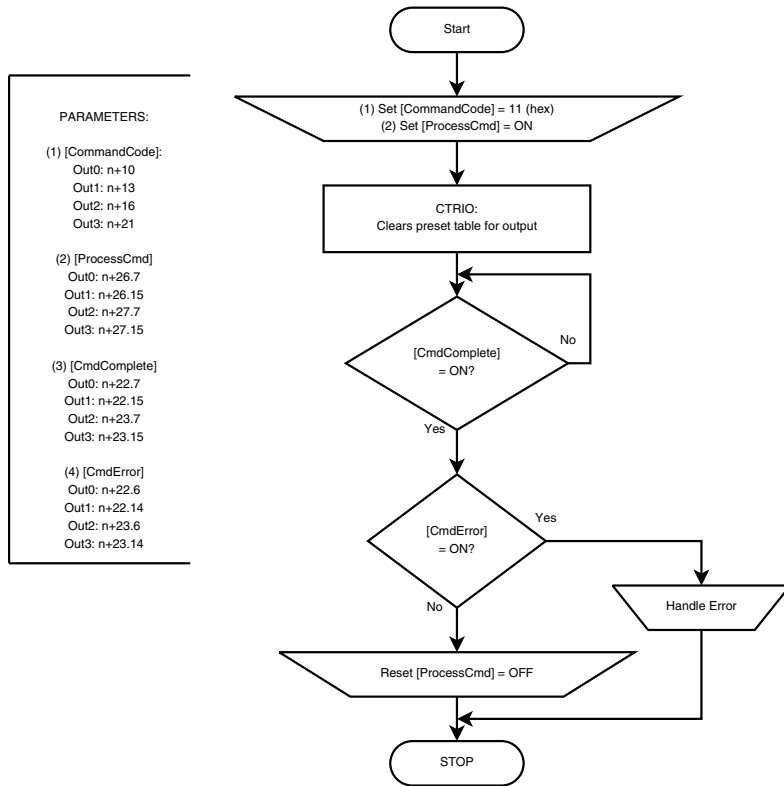 Start
PARAMETERS:
(1) [CommandCode]:
Out0: n+10
Out1: n+13
Out2: n+16
Out3: n+21
(2) [ProcessCmd]
Out0: n+26.7
Out1: n+26.15
Out2: n+27.7
Out3: n+27.15
(3) [CmdComplete]
Out0: n+22.7
Out1: n+22.15
Out2: n+23.7
Out3: n+23.15
(4) [CmdError]
Out0: n+22.6
Out1: n+22.14
Out2: n+23.6
Out3: n+23.14
(1) Set [CommandCode] = 11 (hex)
(2) Set [ProcessCmd] = ON
CTRIO:
Clears preset table for output
[CmdComplete]
= ON?
No
Yes
[CmdError]
= ON?
Yes
No
Handle Error
Reset [ProcessCmd] = OFF
STOP